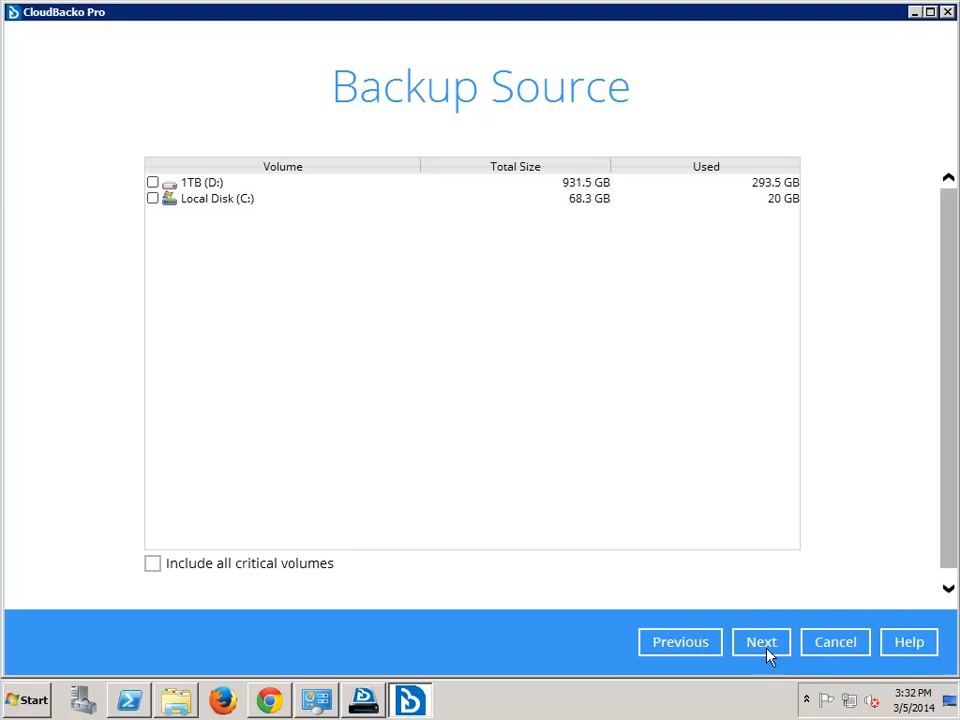 CloudBacko Pro
Backup Source
Volume Total Size Used
1TB (D:) 931.5 GB 293.5 GB
Local Disk (C:) 68.3 GB 20 GB
Include all critical volumes
Previous Next Cancel Help
Start
3:32 PM
3/5/2014